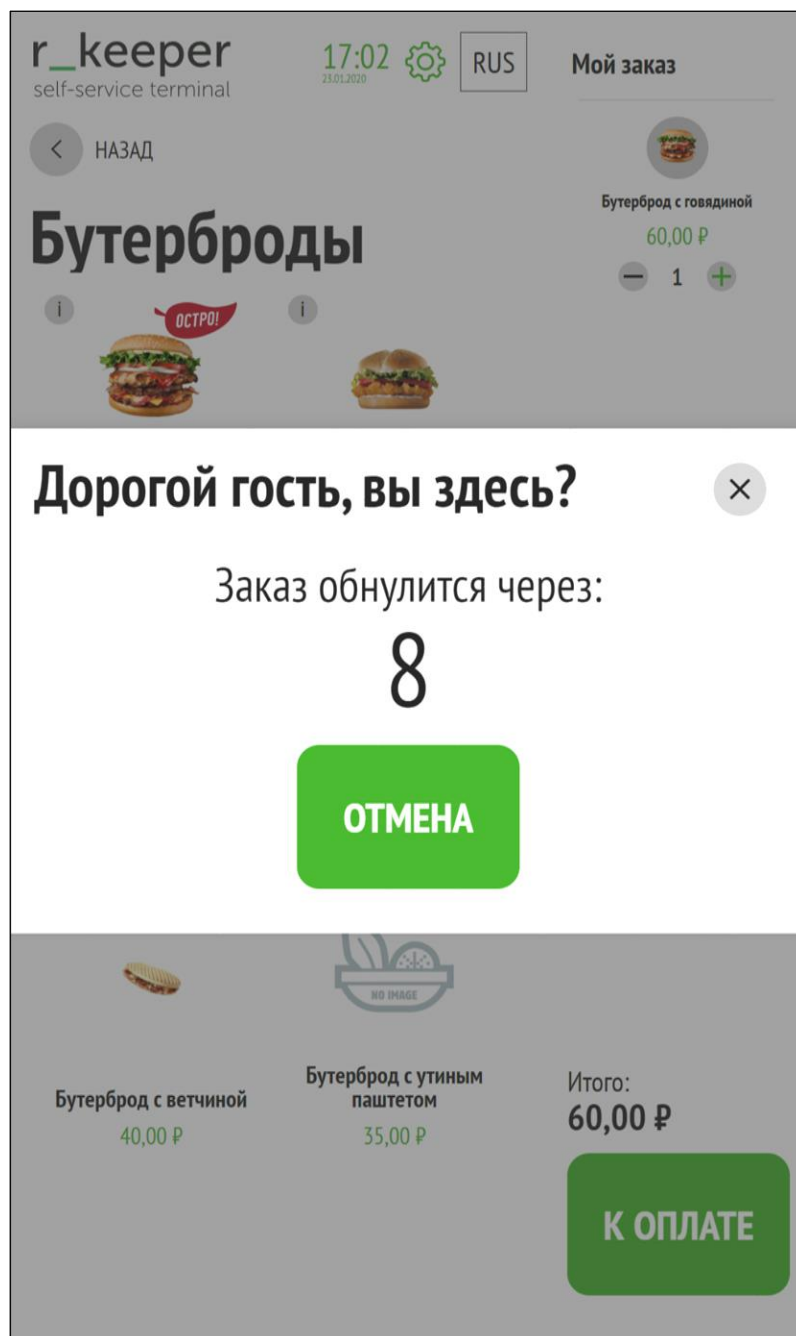 r_keeper
self-service terminal
17:02
23.01.2020
RUS
Мой заказ
НАЗАД
Бутерброд с говядиной
60,00 ₽
1
Бутерброды
i
ОСТРО!
i
Дорогой гость, вы здесь?
Заказ обнулится через:
8
ОТМЕНА
NO IMAGE
Бутерброд с ветчиной
40,00 ₽
Бутерброд с утиным
паштетом
35,00 ₽
Итого:
60,00 ₽
К ОПЛАТЕ